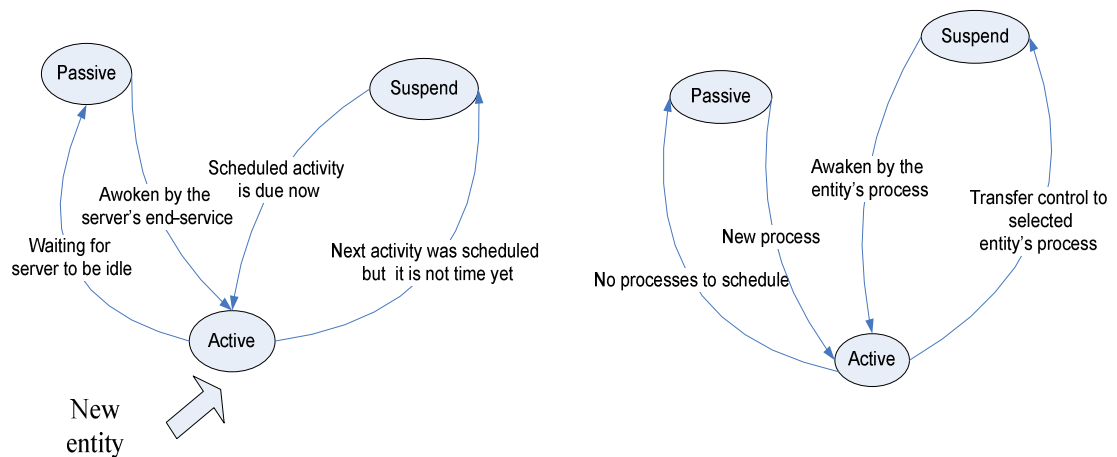 Passive
Suspend
Scheduled activity
is due now
Awoken by the
server's end-service
Waiting for
server to be idle
Next activity was scheduled
but it is not time yet
Active
New
entity
Suspend
Passive
Awaken by the
entity's process
Transfer control to
selected
entity's process
New process
No processes to schedule
Active